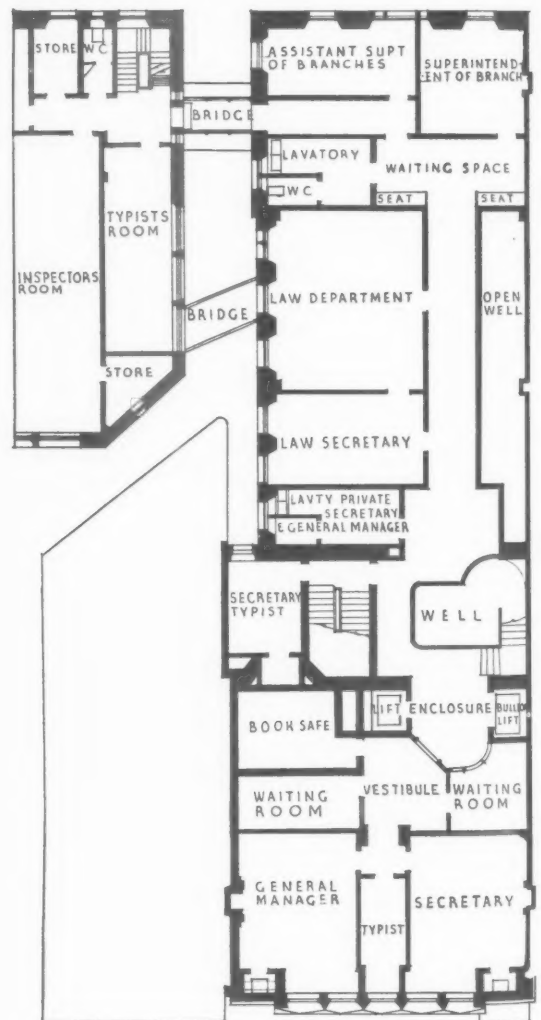 STORE
WC
ASSISTANT SUPT
OF BRANCHES
SUPERINTEND-
ENT OF BRANCH
BRIDGE
LAVATORY
WAITING SPACE
WC
SEAT
SEAT
TYPISTS
ROOM
INSPECTORS
ROOM
LAW DEPARTMENT
OPEN
WELL
BRIDGE
STORE
LAW SECRETARY
LAVTY PRIVATE
SECRETARY
& GENERAL MANAGER
SECRETARY
TYPIST
WELL
LIFT
ENCLOSURE
LIFT
BOOK SAFE
VESTIBULE
WAITING
ROOM
WAITING
ROOM
GENERAL
MANAGER
SECRETARY
TYPIST